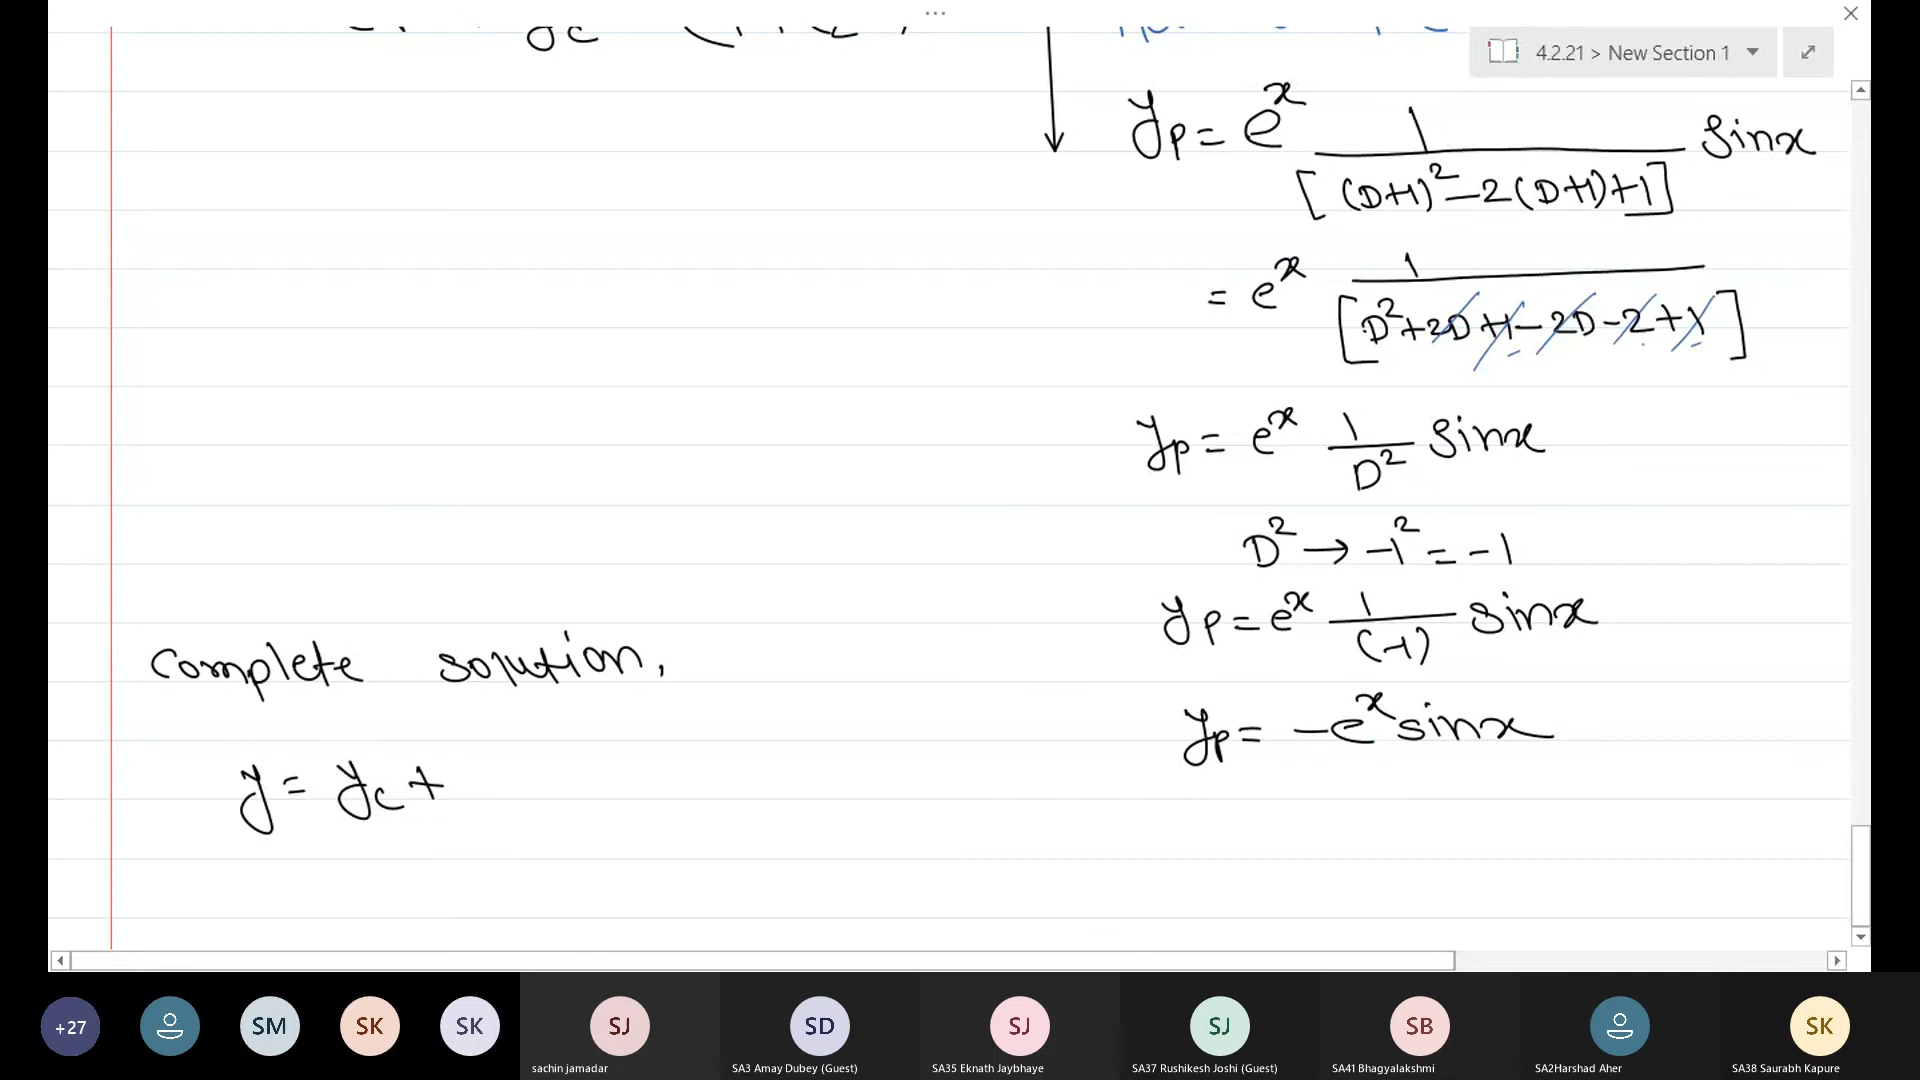 ...
4.2.21 > New Section 1
yp = e^x 1/[(D+1)^2-2(D+1)+1] sinx
= e^x 1/[D^2+2D+1-2D-2+1]
yp = e^x 1/D^2 sinx
D^2 → -1^2 = -1
yp = e^x 1/(-1) sinx
yp = -e^x sinx
Complete solution,
y = yc +
+27
SM
SK
SK
SJ
SD
SJ
SJ
SB
SK
sachin jamadar
SA3 Amay Dubey (Guest)
SA35 Eknath Jaybhaye
SA37 Rushikesh Joshi (Guest)
SA41 Bhagyalakshmi
SA2Harshad Aher
SA38 Saurabh Kapure